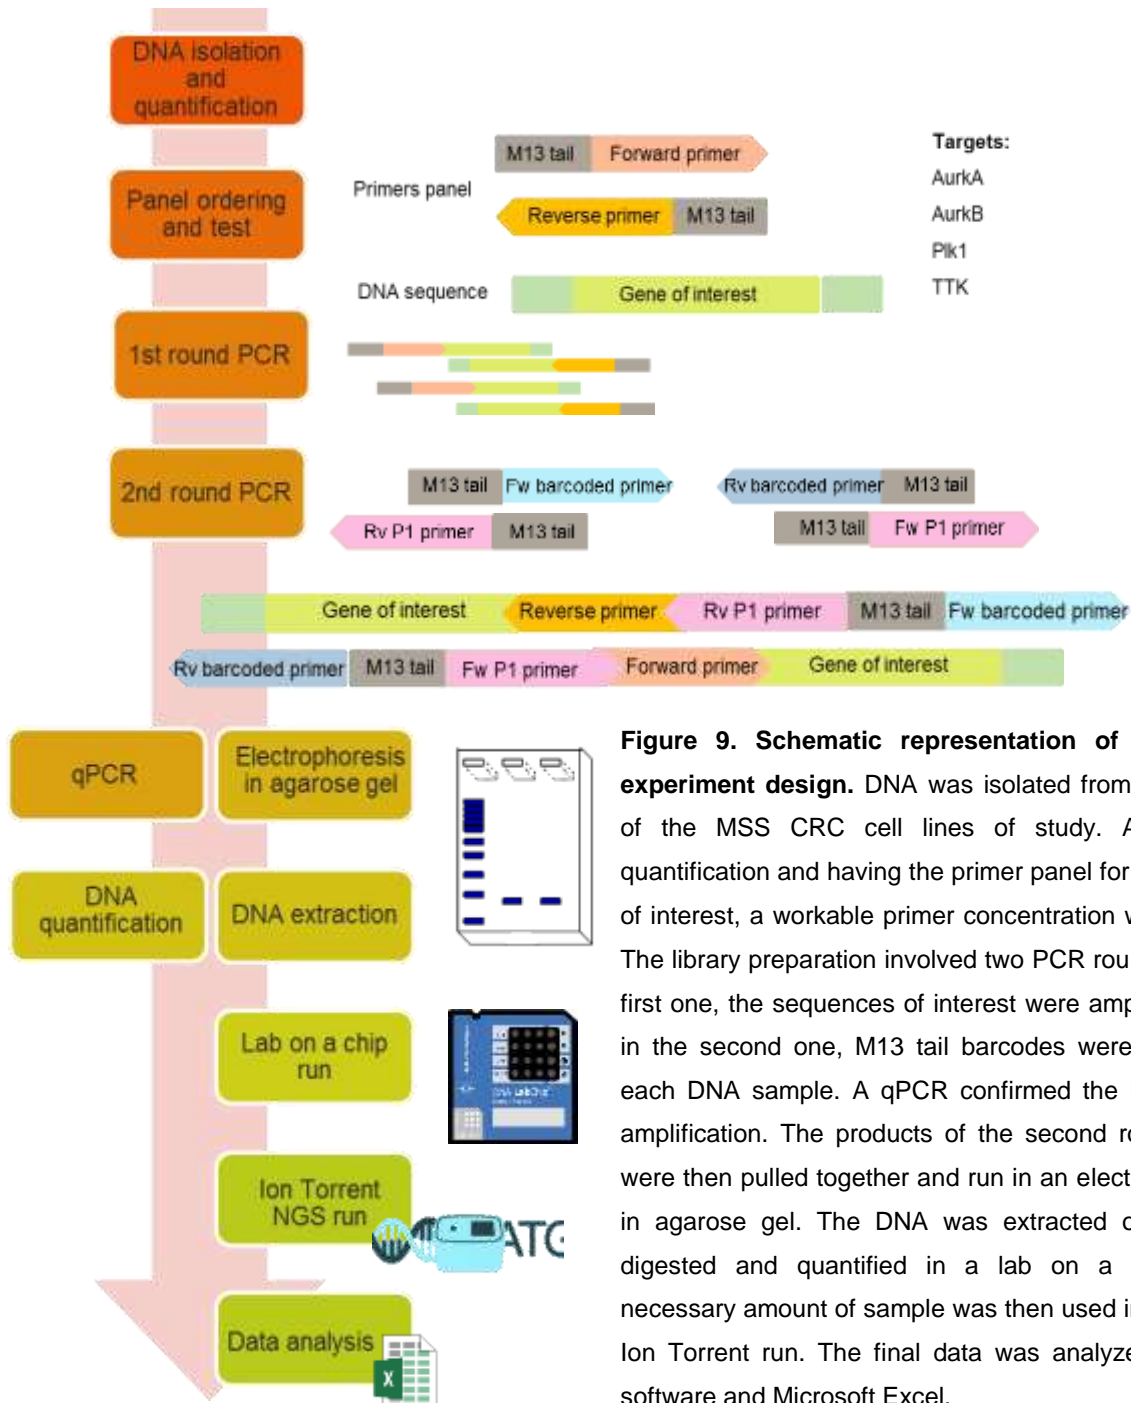 DNA isolation
and
quantification
Panel ordering
and test
1st round PCR
2nd round PCR
Primers panel
M13 tail Forward primer
Reverse primer M13 tail
DNA sequence
Gene of interest
Targets:
AurkA
AurkB
Plk1
TTK
M13 tail Fw barcoded primer
Rv barcoded primer M13 tail
Rv P1 primer M13 tail
M13 tail Fw P1 primer
Gene of interest Reverse primer Rv P1 primer M13 tail Fw barcoded primer
Rv barcoded primer M13 tail Fw P1 primer Forward primer Gene of interest
qPCR
Electrophoresis
in agarose gel
DNA
quantification
DNA extraction
Lab on a chip
run
Ion Torrent
NGS run
ATG
Data analysis
X
Figure 9. Schematic representation of
experiment design. DNA was isolated from
of the MSS CRC cell lines of study. A
quantification and having the primer panel for
of interest, a workable primer concentration w
The library preparation involved two PCR rou
first one, the sequences of interest were amp
in the second one, M13 tail barcodes were
each DNA sample. A qPCR confirmed the
amplification. The products of the second ro
were then pulled together and run in an elect
in agarose gel. The DNA was extracted o
digested and quantified in a lab on a
necessary amount of sample was then used i
Ion Torrent run. The final data was analyze
software and Microsoft Excel.